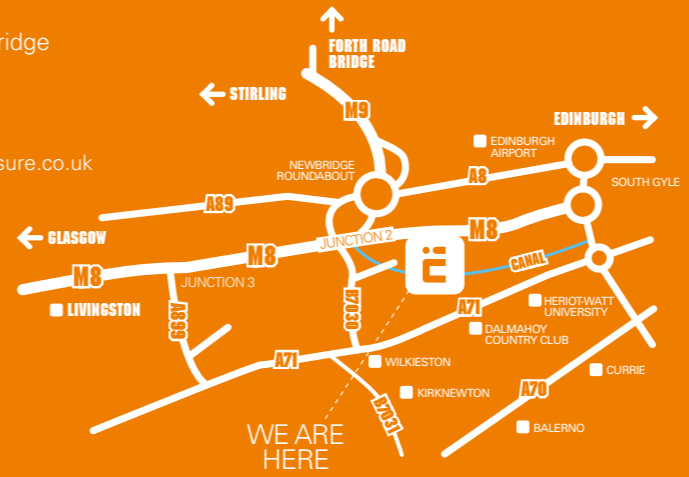 ridge
FORTH ROAD
BRIDGE
STIRLING
M9
EDINBURGH
sure.co.uk
EDINBURGH
AIRPORT
NEWBRIDGE
ROUNDABOUT
A8
SOUTH GYLE
A89
GLASGOW
JUNCTION 2
M8
M8
CANAL
M8
JUNCTION 3
LIVINGSTON
A899
B7030
A71
HERIOT-WATT
UNIVERSITY
DALMAHOY
COUNTRY CLUB
A71
WILKIESTON
CURRIE
KIRKNEWTON
A70
B7031
BALERNO
WE ARE
HERE